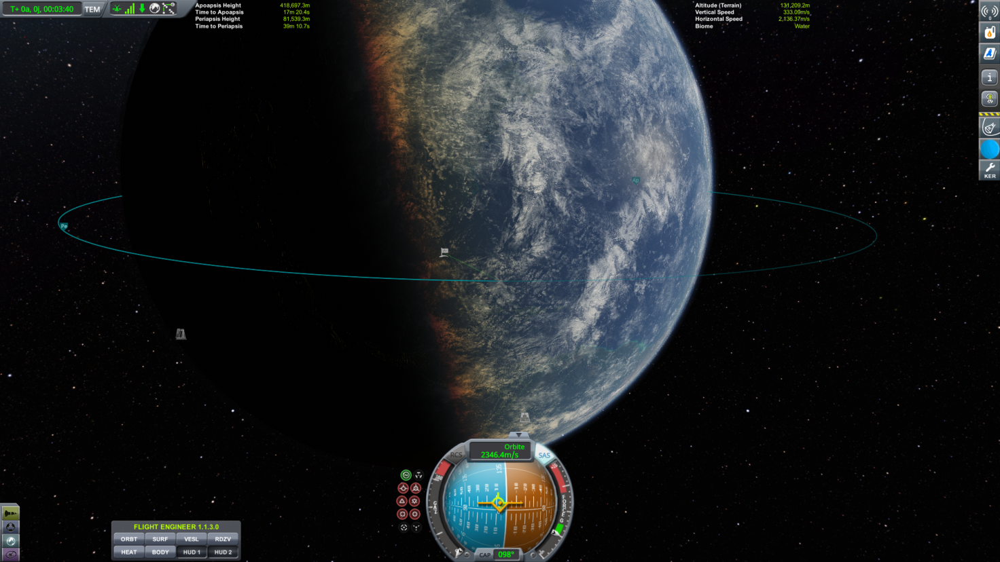 T+ 0a, 0j, 00:03:40 TEM
Apoapsis Height 418,697.3m
Time to Apoapsis 17m 20.4s
Periapsis Height 81,539.3m
Time to Periapsis 39m 10.7s
Altitude (Terrain) 131,209.2m
Vertical Speed 333.09m/s
Horizontal Speed 2,136.37m/s
Biome Water
0
i
KER
Ap
Pe
Orbite
2346.4m/s
RCS
SAS
GAZ
FORCE G
CAP 098°
FLIGHT ENGINEER 1.1.3.0
ORBT SURF VESL RDZV
HEAT BODY HUD 1 HUD 2